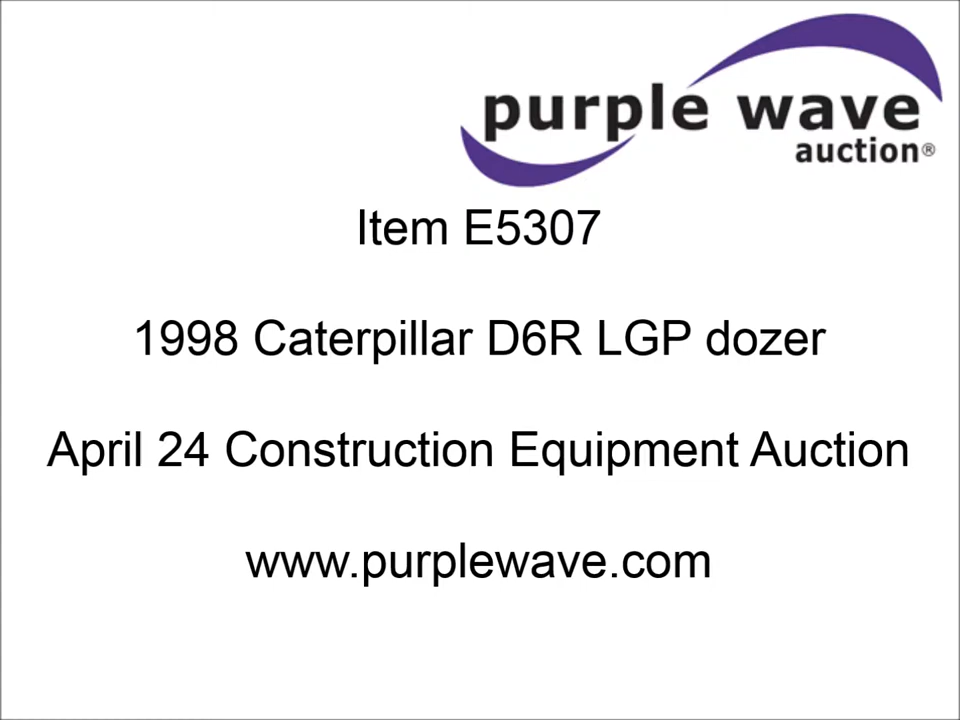 purple wave
auction®
Item E5307
1998 Caterpillar D6R LGP dozer
April 24 Construction Equipment Auction
www.purplewave.com